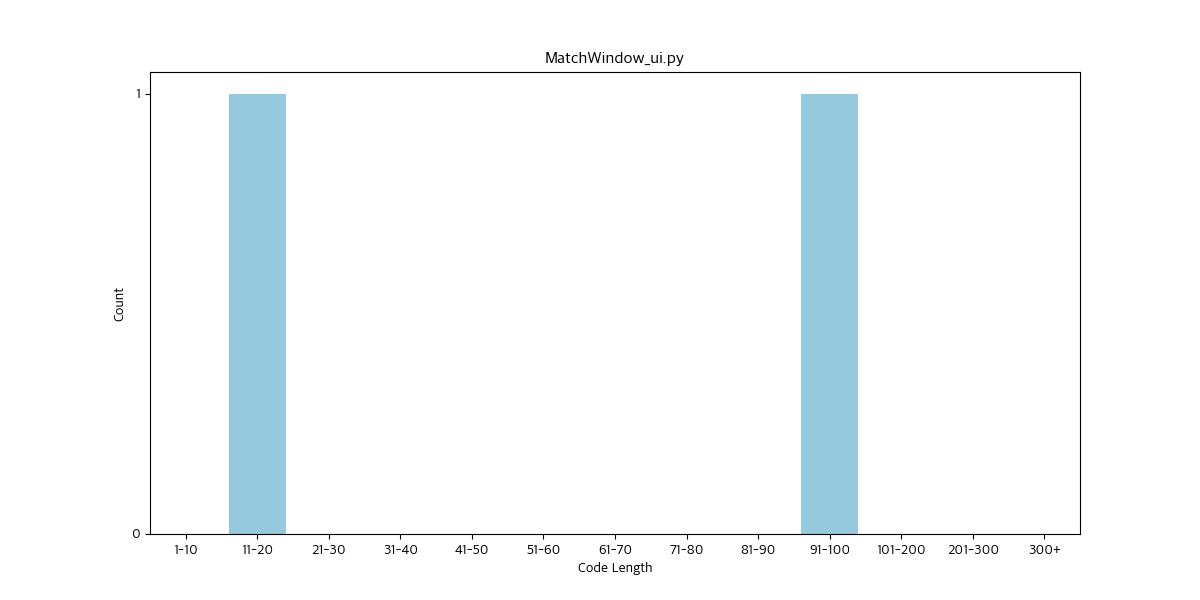 MatchWindow_ui.py
1
Count
0
1-10 11-20 21-30 31-40 41-50 51-60 61-70 71-80 81-90 91-100 101-200 201-300 300+
Code Length